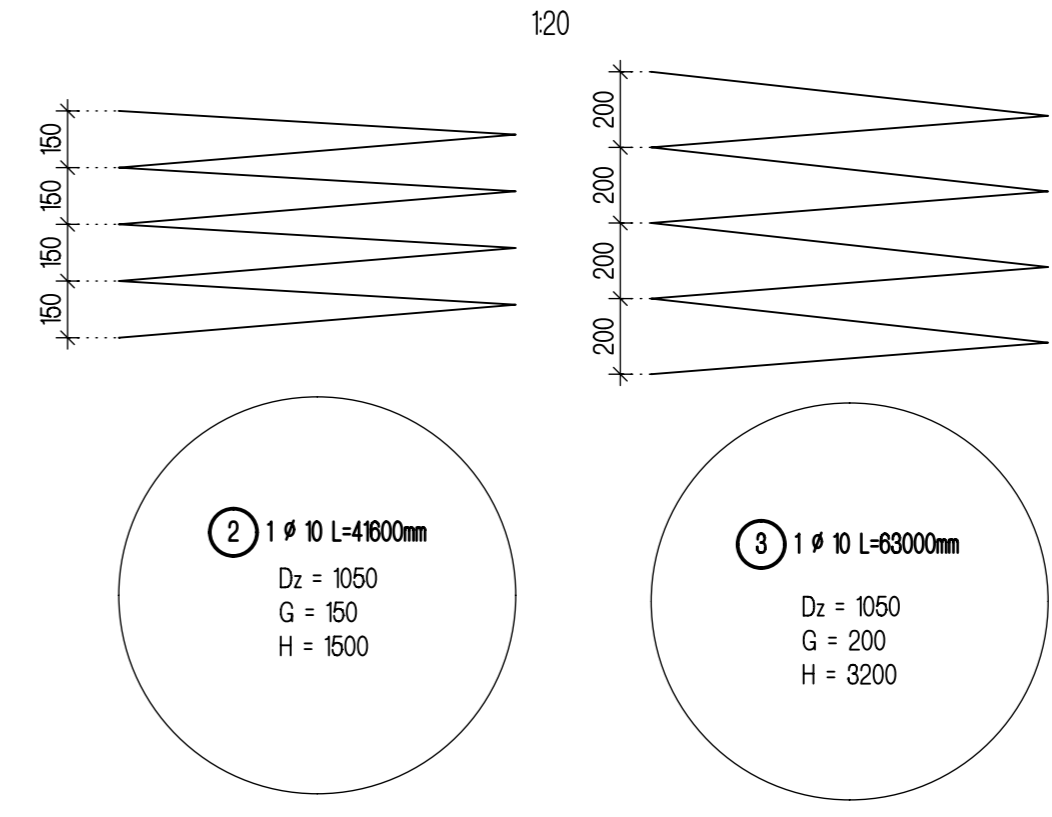 1:20
150
150
150
150
200
200
200
200
2 1 ø 10 L=41600mm
Dz = 1050
G = 150
H = 1500
3 1 ø 10 L=63000mm
Dz = 1050
G = 200
H = 3200